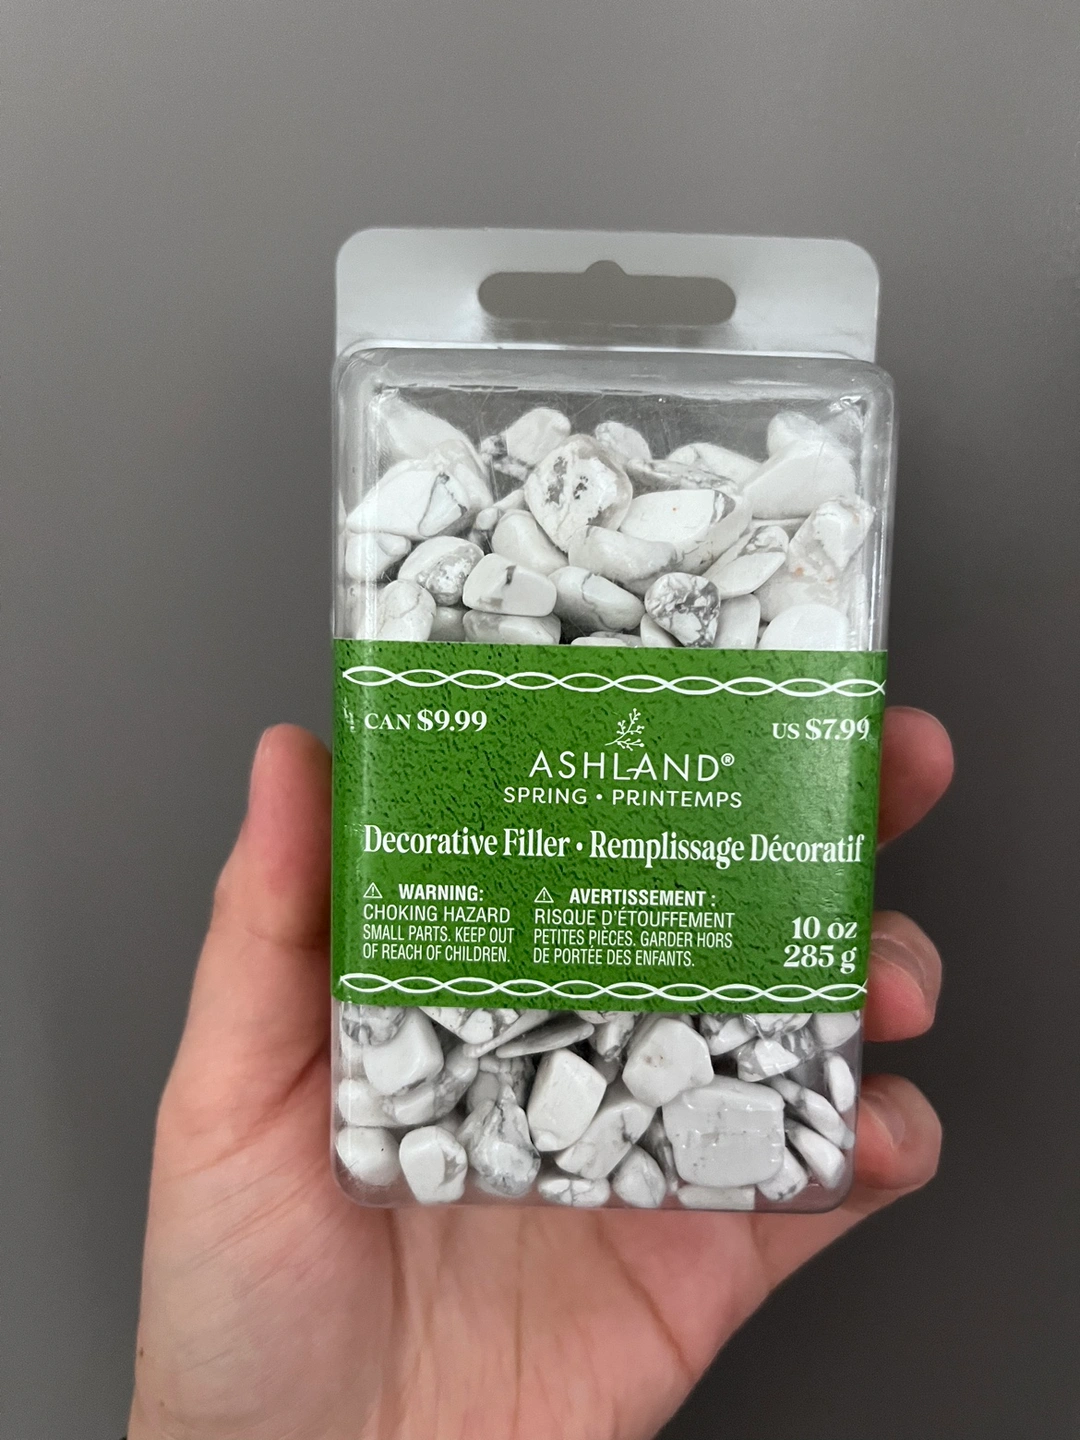 CAN $9.99
US $7.99
ASHLAND®
SPRING • PRINTEMPS
Decorative Filler • Remplissage Décoratif
⚠ WARNING:
CHOKING HAZARD
SMALL PARTS. KEEP OUT
OF REACH OF CHILDREN.
⚠ AVERTISSEMENT :
RISQUE D'ÉTOUFFEMENT
PETITES PIÈCES. GARDER HORS
DE PORTÉE DES ENFANTS.
10 oz
285 g